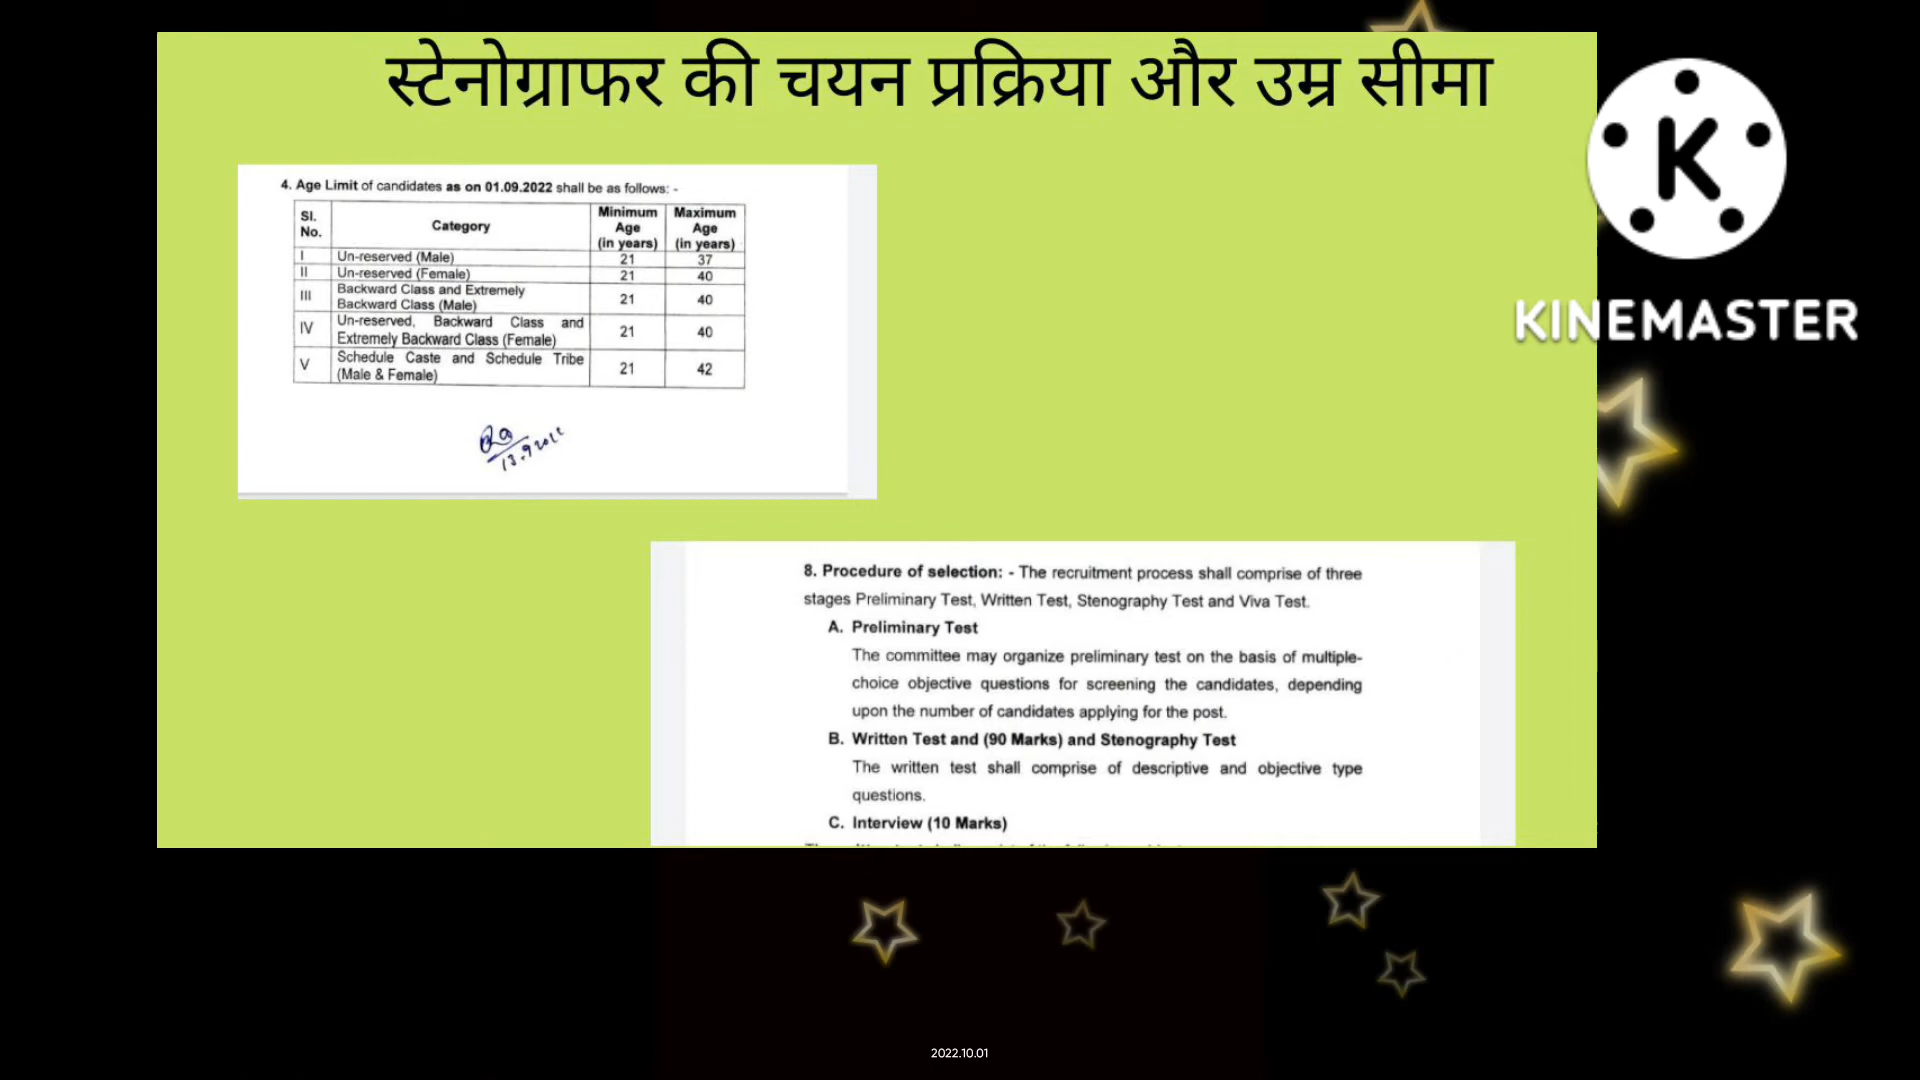 स्टेनोग्राफर की चयन प्रक्रिया और उम्र सीमा
K
KINEMASTER
4. Age Limit of candidates as on 01.09.2022 shall be as follows: -
Sl. No. Category Minimum Age (in years) Maximum Age (in years)
I Un-reserved (Male) 21 37
II Un-reserved (Female) 21 40
III Backward Class and Extremely Backward Class (Male) 21 40
IV Un-reserved, Backward Class and Extremely Backward Class (Female) 21 40
V Schedule Caste and Schedule Tribe (Male & Female) 21 42
13.9.2022
8. Procedure of selection: - The recruitment process shall comprise of three
stages Preliminary Test, Written Test, Stenography Test and Viva Test.
A. Preliminary Test
The committee may organize preliminary test on the basis of multiple-
choice objective questions for screening the candidates, depending
upon the number of candidates applying for the post.
B. Written Test and (90 Marks) and Stenography Test
The written test shall comprise of descriptive and objective type
questions.
C. Interview (10 Marks)
2022.10.01